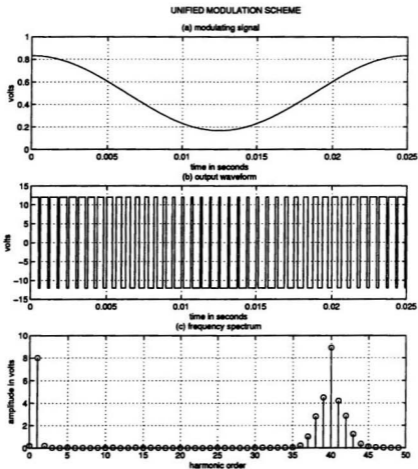 UNIFIED MODULATION SCHEME
(a) modulating signal
1
0.8
0.6
0.4
0.2
0
volts
0 0.005 0.01 0.015 0.02 0.025
time in seconds
(b) output waveform
15
10
5
0
−5
−10
−15
volts
0 0.005 0.01 0.015 0.02 0.025
time in seconds
(c) frequency spectrum
10
8
6
4
2
0
amplitude in volts
0 5 10 15 20 25 30 35 40 45 50
harmonic order